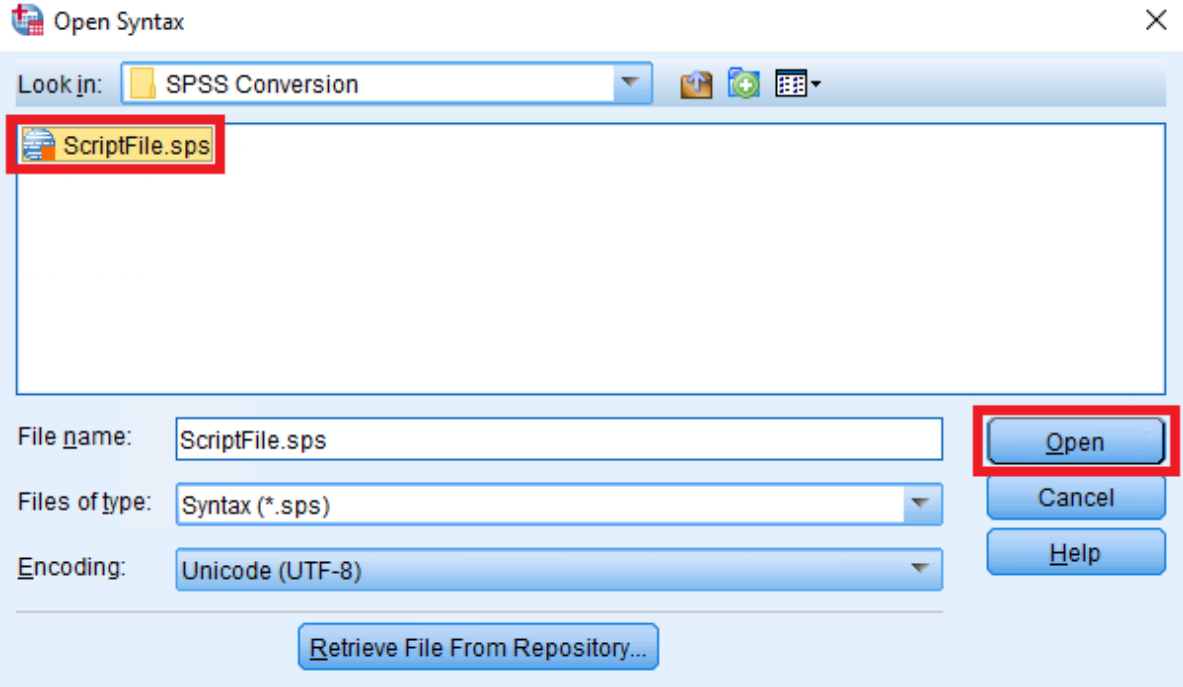 Open Syntax
Look in: SPSS Conversion
ScriptFile.sps
File name: ScriptFile.sps
Open
Files of type: Syntax (*.sps)
Cancel
Encoding: Unicode (UTF-8)
Help
Retrieve File From Repository...